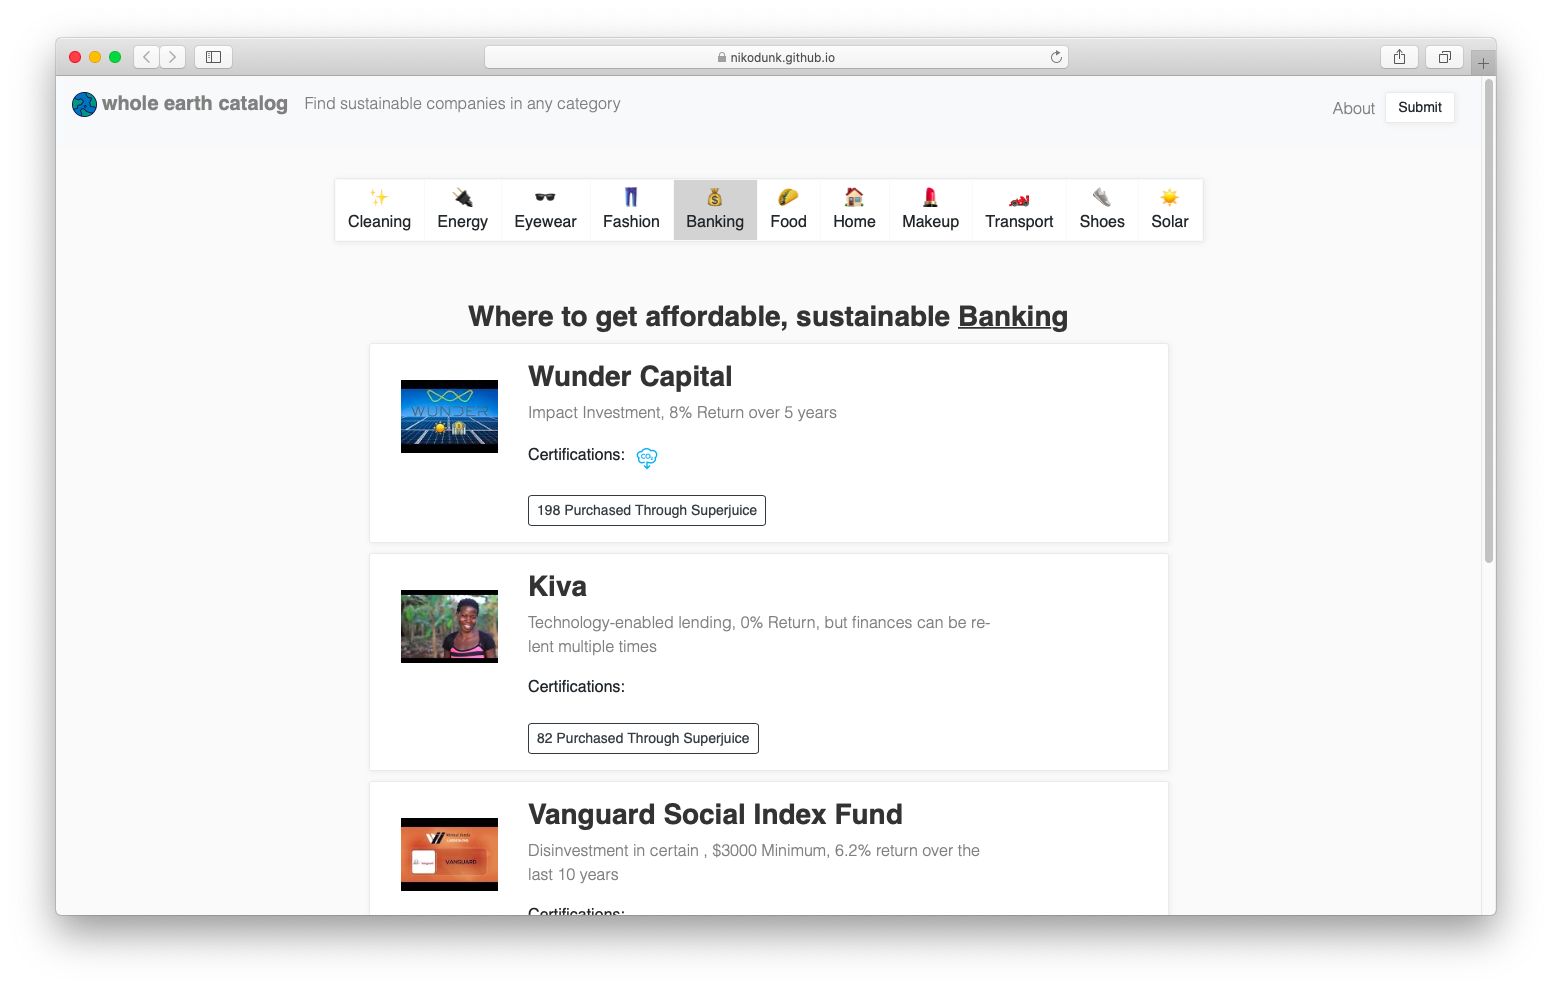 nikodunk.github.io
whole earth catalog Find sustainable companies in any category
About Submit
Cleaning Energy Eyewear Fashion Banking Food Home Makeup Transport Shoes Solar
Where to get affordable, sustainable Banking
WUNDER
Wunder Capital
Impact Investment, 8% Return over 5 years
Certifications: CO₂
198 Purchased Through Superjuice
Kiva
Technology-enabled lending, 0% Return, but finances can be re-
lent multiple times
Certifications:
82 Purchased Through Superjuice
VANGUARD
Vanguard Social Index Fund
Disinvestment in certain , $3000 Minimum, 6.2% return over the
last 10 years
Certifications: